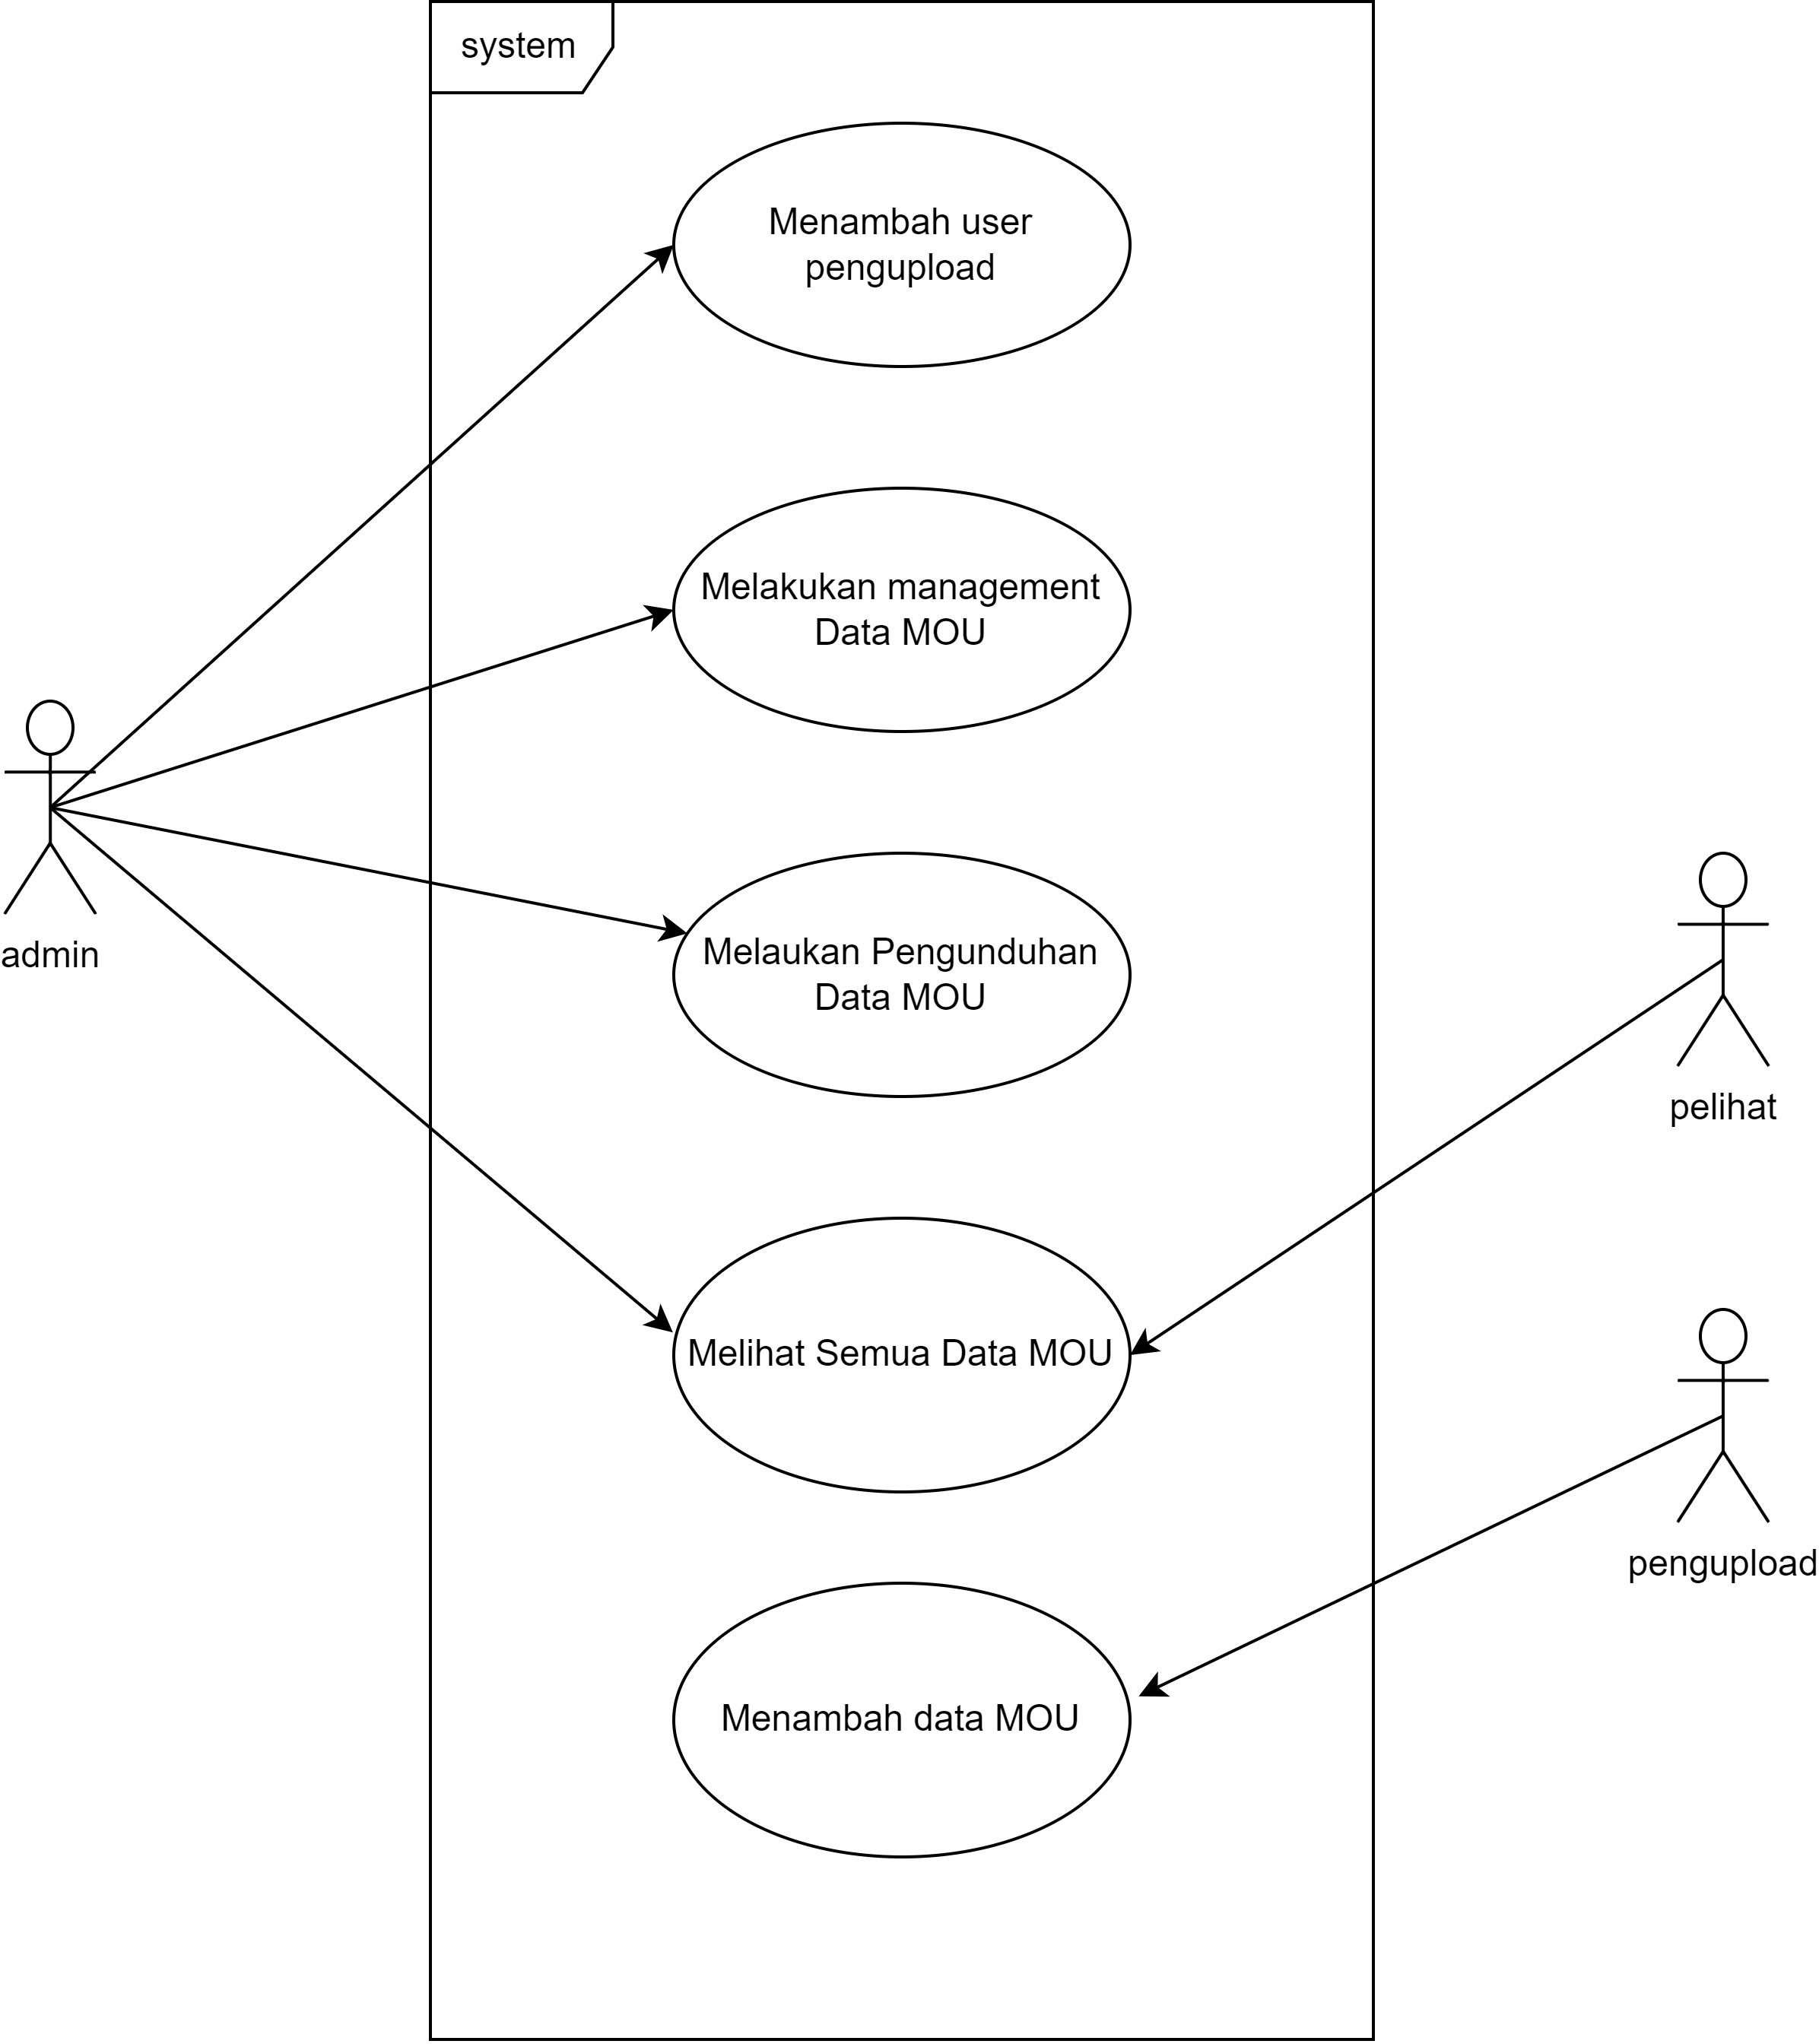 system
Menambah user
pengupload
Melakukan management
Data MOU
admin
Melaukan Pengunduhan
Data MOU
pelihat
Melihat Semua Data MOU
pengupload
Menambah data MOU